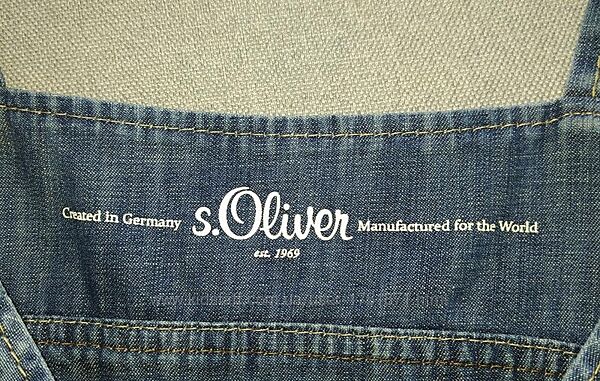 Created in Germany s.Oliver Manufactured for the World
est. 1969